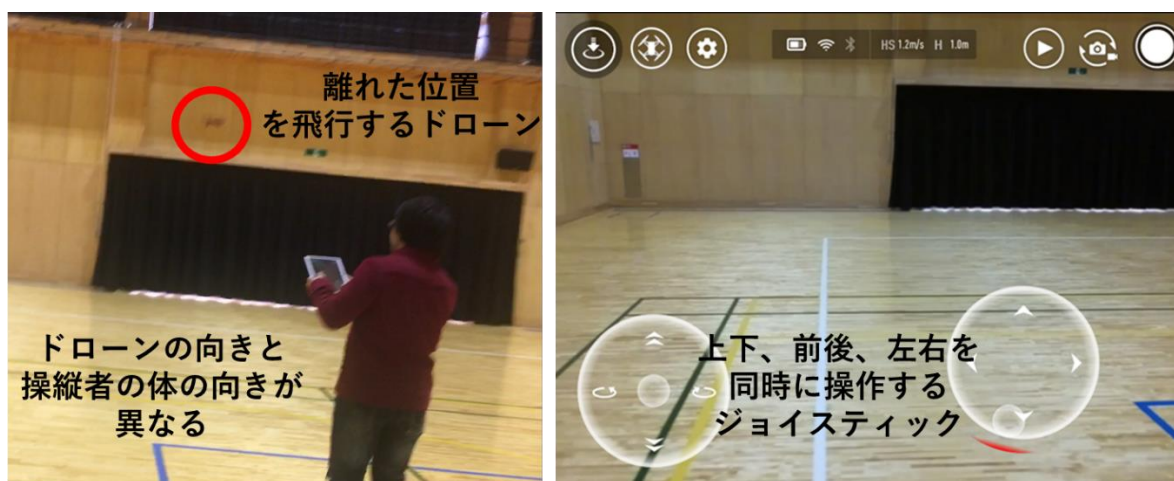 離れた位置
を飛行するドローン
ドローンの向きと
操縦者の体の向きが
異なる
HS 1.2m/s H 1.0m
上下、前後、左右を
同時に操作する
ジョイスティック